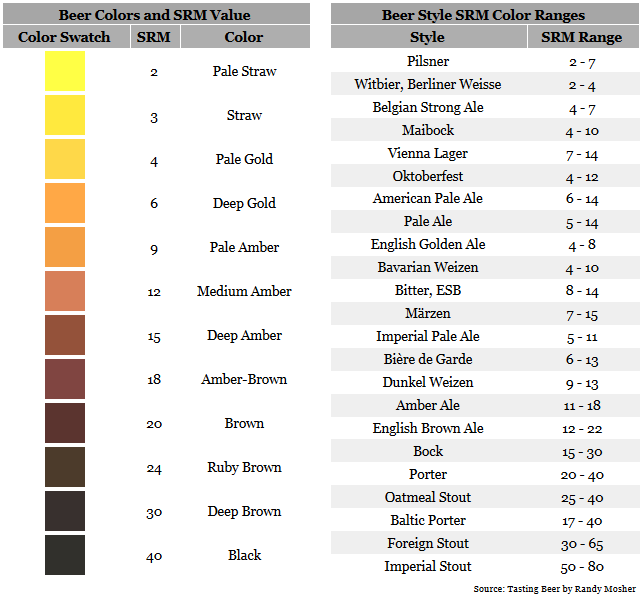 Beer Colors and SRM Value
Color Swatch SRM Color
2 Pale Straw
3 Straw
4 Pale Gold
6 Deep Gold
9 Pale Amber
12 Medium Amber
15 Deep Amber
18 Amber-Brown
20 Brown
24 Ruby Brown
30 Deep Brown
40 Black
Beer Style SRM Color Ranges
Style SRM Range
Pilsner 2 - 7
Witbier, Berliner Weisse 2 - 4
Belgian Strong Ale 4 - 7
Maibock 4 - 10
Vienna Lager 7 - 14
Oktoberfest 4 - 12
American Pale Ale 6 - 14
Pale Ale 5 - 14
English Golden Ale 4 - 8
Bavarian Weizen 4 - 10
Bitter, ESB 8 - 14
Märzen 7 - 15
Imperial Pale Ale 5 - 11
Bière de Garde 6 - 13
Dunkel Weizen 9 - 13
Amber Ale 11 - 18
English Brown Ale 12 - 22
Bock 15 - 30
Porter 20 - 40
Oatmeal Stout 25 - 40
Baltic Porter 17 - 40
Foreign Stout 30 - 65
Imperial Stout 50 - 80
Source: Tasting Beer by Randy Mosher